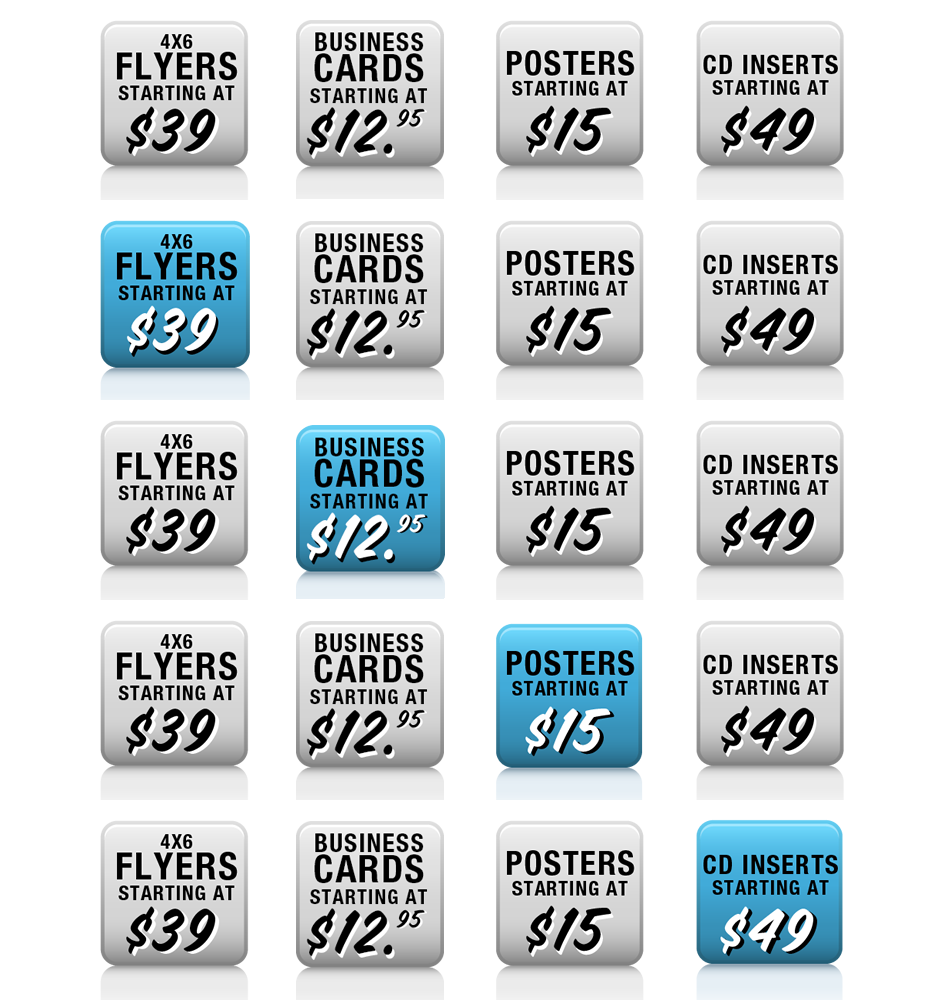 4X6
FLYERS
STARTING AT
$39
BUSINESS
CARDS
STARTING AT
$12.95
POSTERS
STARTING AT
$15
CD INSERTS
STARTING AT
$49
4X6
FLYERS
STARTING AT
$39
BUSINESS
CARDS
STARTING AT
$12.95
POSTERS
STARTING AT
$15
CD INSERTS
STARTING AT
$49
4X6
FLYERS
STARTING AT
$39
BUSINESS
CARDS
STARTING AT
$12.95
POSTERS
STARTING AT
$15
CD INSERTS
STARTING AT
$49
4X6
FLYERS
STARTING AT
$39
BUSINESS
CARDS
STARTING AT
$12.95
POSTERS
STARTING AT
$15
CD INSERTS
STARTING AT
$49
4X6
FLYERS
STARTING AT
$39
BUSINESS
CARDS
STARTING AT
$12.95
POSTERS
STARTING AT
$15
CD INSERTS
STARTING AT
$49